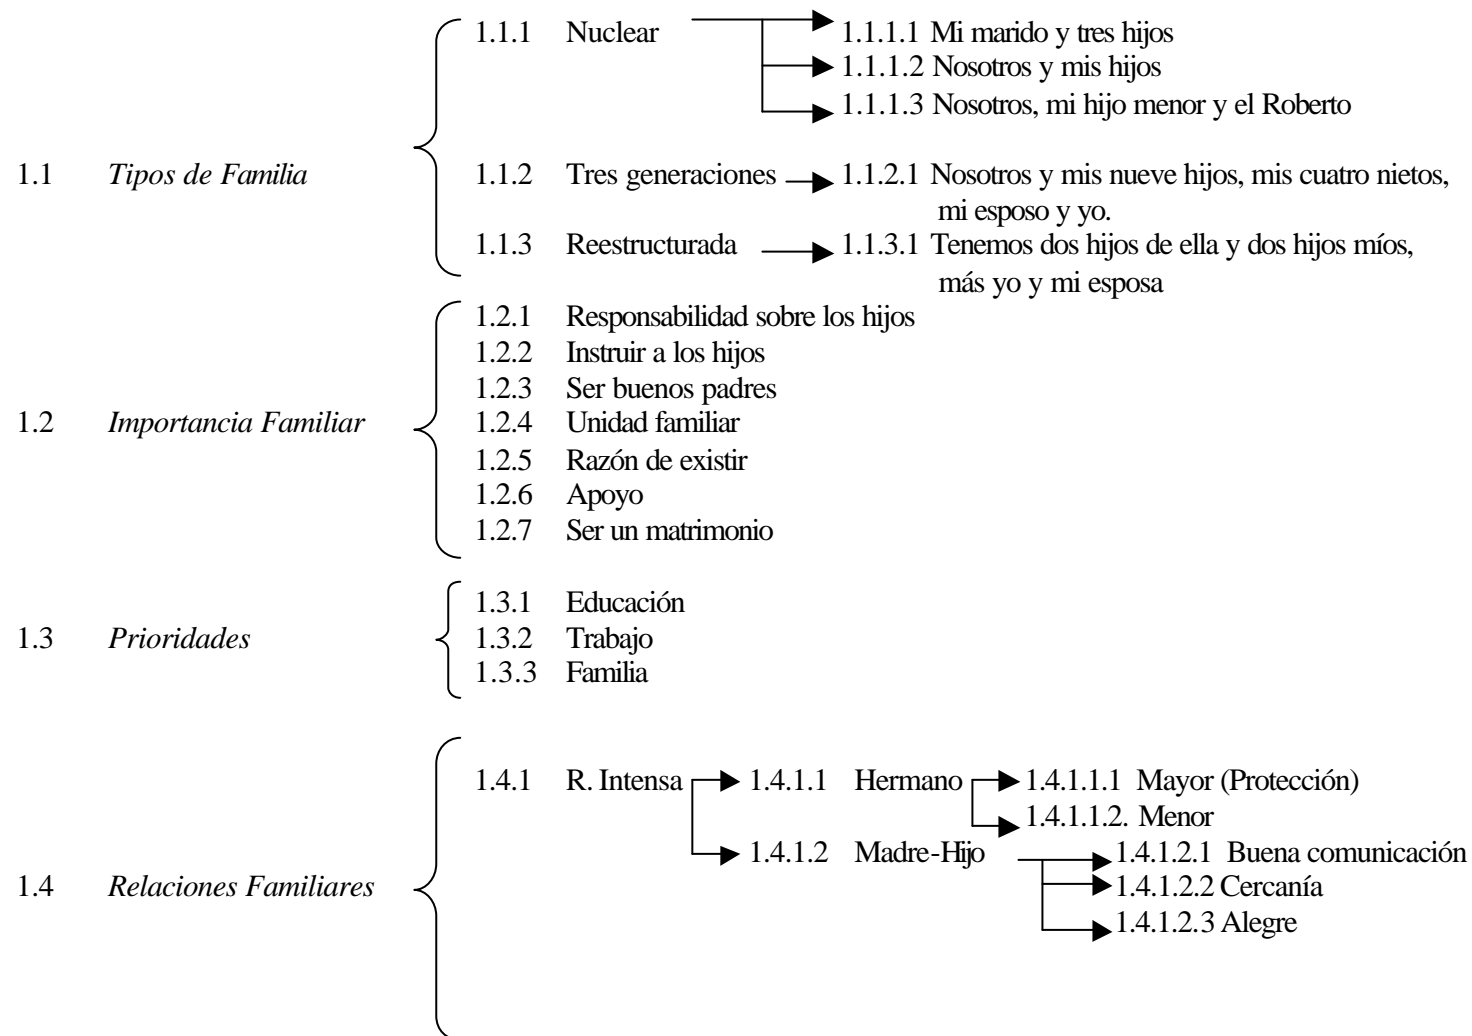 1.1.1 Nuclear 1.1.1.1 Mi marido y tres hijos
1.1.1.2 Nosotros y mis hijos
1.1.1.3 Nosotros, mi hijo menor y el Roberto
1.1 Tipos de Familia 1.1.2 Tres generaciones 1.1.2.1 Nosotros y mis nueve hijos, mis cuatro nietos,
mi esposo y yo.
1.1.3 Reestructurada 1.1.3.1 Tenemos dos hijos de ella y dos hijos míos,
más yo y mi esposa
1.2.1 Responsabilidad sobre los hijos
1.2.2 Instruir a los hijos
1.2.3 Ser buenos padres
1.2 Importancia Familiar 1.2.4 Unidad familiar
1.2.5 Razón de existir
1.2.6 Apoyo
1.2.7 Ser un matrimonio
1.3.1 Educación
1.3 Prioridades 1.3.2 Trabajo
1.3.3 Familia
1.4.1 R. Intensa 1.4.1.1 Hermano 1.4.1.1.1 Mayor (Protección)
1.4.1.1.2. Menor
1.4.1.2 Madre-Hijo 1.4.1.2.1 Buena comunicación
1.4 Relaciones Familiares 1.4.1.2.2 Cercanía
1.4.1.2.3 Alegre